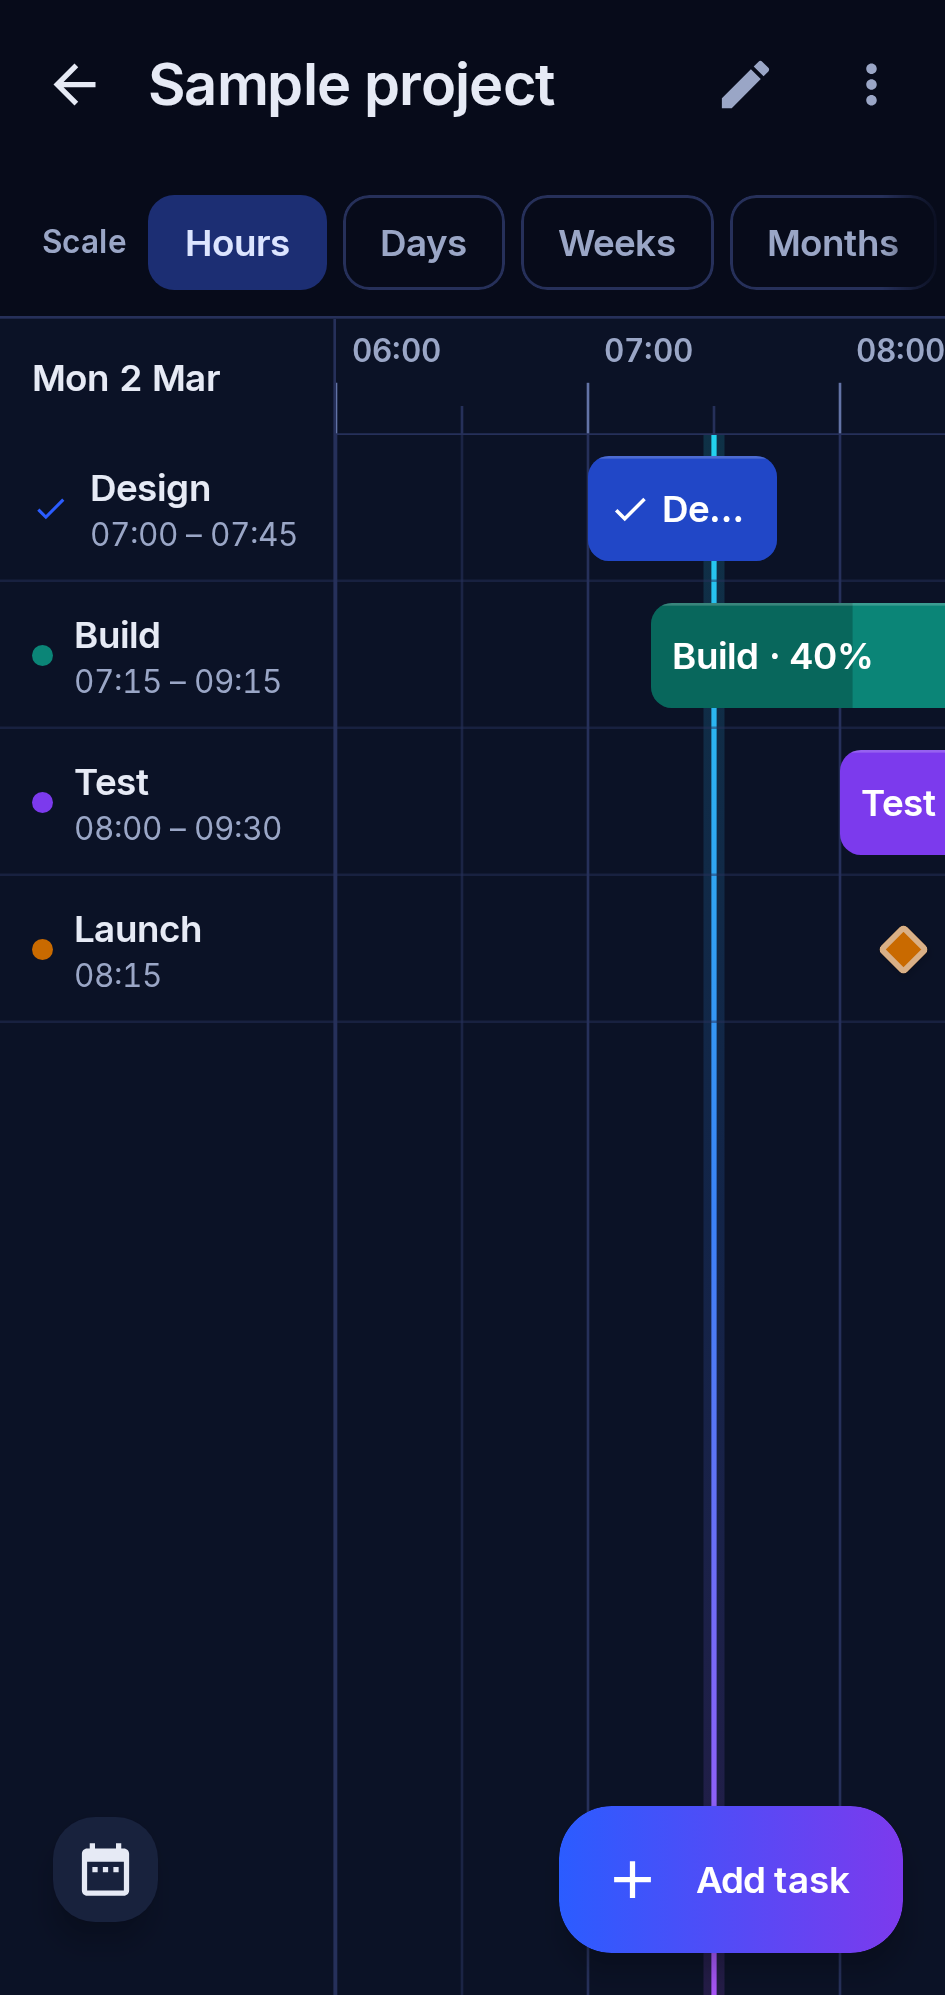 Sample project
Scale
Hours
Days
Weeks
Months
Mon 2 Mar
06:00
07:00
08:00
Design
07:00 – 07:45
De...
Build
07:15 – 09:15
Build · 40%
Test
08:00 – 09:30
Test
Launch
08:15
Add task